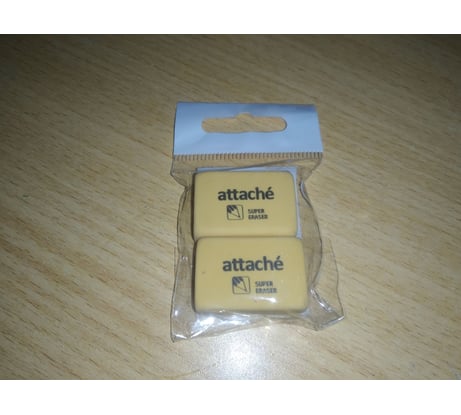 attaché
SUPER
ERASER
attaché
SUPER
ERASER